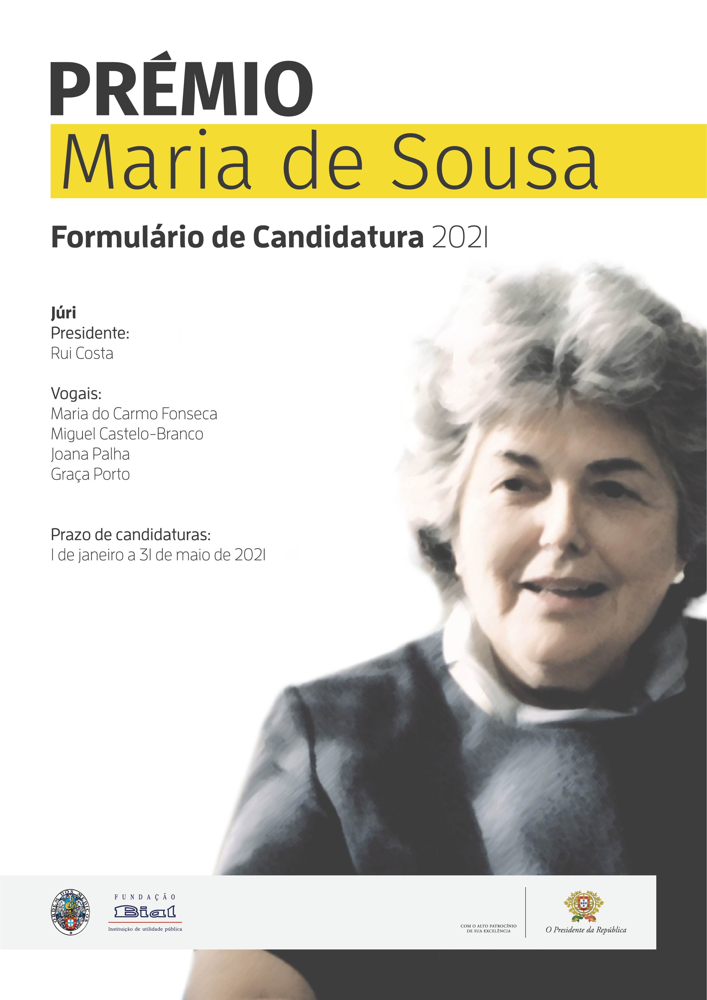 PRÉMIO
Maria de Sousa
Formulário de Candidatura 2021
Júri
Presidente:
Rui Costa
Vogais:
Maria do Carmo Fonseca
Miguel Castelo-Branco
Joana Palha
Graça Porto
Prazo de candidaturas:
1 de janeiro a 31 de maio de 2021
ORDEM DOS MEDICOS
FUNDAÇÃO
Bial
Instituição de utilidade pública
COM O ALTO PATROCÍNIO
DE SUA EXCELÊNCIA
O Presidente da República